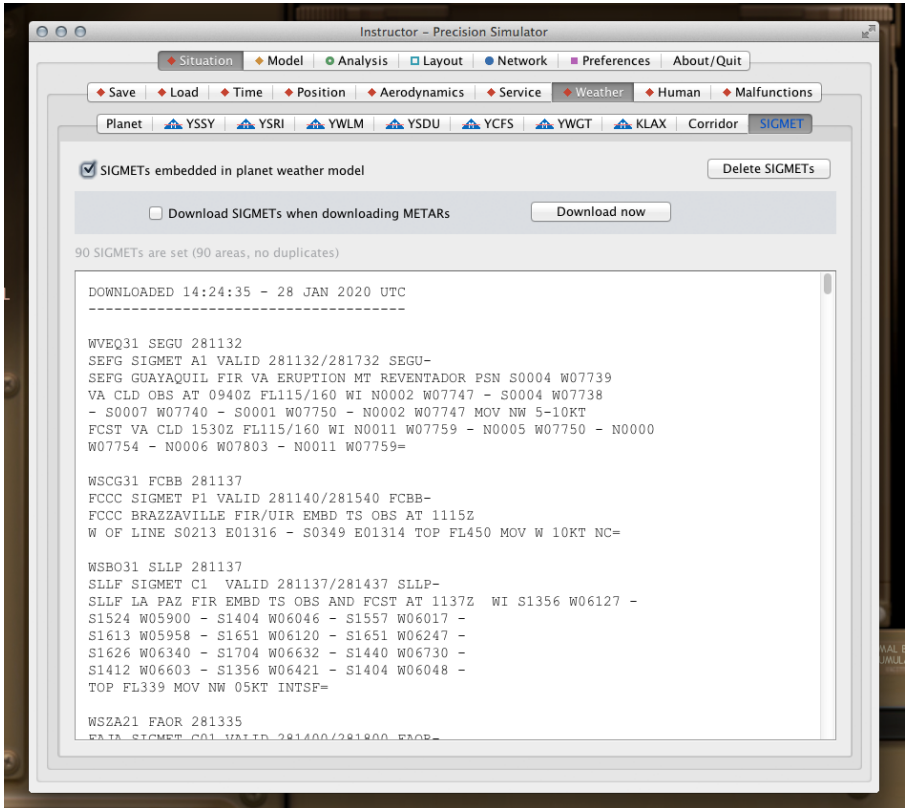 Instructor – Precision Simulator
Situation Model Analysis Layout Network Preferences About/Quit
Save Load Time Position Aerodynamics Service Weather Human Malfunctions
Planet YSSY YSRI YWLM YSDU YCFS YWGT KLAX Corridor SIGMET
SIGMETs embedded in planet weather model Delete SIGMETs
Download SIGMETs when downloading METARs Download now
90 SIGMETs are set (90 areas, no duplicates)
DOWNLOADED 14:24:35 - 28 JAN 2020 UTC
-------------------------------------
WVEQ31 SEGU 281132
SEFG SIGMET A1 VALID 281132/281732 SEGU-
SEFG GUAYAQUIL FIR VA ERUPTION MT REVENTADOR PSN S0004 W07739
VA CLD OBS AT 0940Z FL115/160 WI N0002 W07747 - S0004 W07738
- S0007 W07740 - S0001 W07750 - N0002 W07747 MOV NW 5-10KT
FCST VA CLD 1530Z FL115/160 WI N0011 W07759 - N0005 W07750 - N0000
W07754 - N0006 W07803 - N0011 W07759=
WSCG31 FCBB 281137
FCCC SIGMET P1 VALID 281140/281540 FCBB-
FCCC BRAZZAVILLE FIR/UIR EMBD TS OBS AT 1115Z
W OF LINE S0213 E01316 - S0349 E01314 TOP FL450 MOV W 10KT NC=
WSBO31 SLLP 281137
SLLF SIGMET C1  VALID 281137/281437 SLLP-
SLLF LA PAZ FIR EMBD TS OBS AND FCST AT 1137Z  WI S1356 W06127 -
S1524 W05900 - S1404 W06046 - S1557 W06017 -
S1613 W05958 - S1651 W06120 - S1651 W06247 -
S1626 W06340 - S1704 W06632 - S1440 W06730 -
S1412 W06603 - S1356 W06421 - S1404 W06048 -
TOP FL339 MOV NW 05KT INTSF=
WSZA21 FAOR 281335
FAJA SIGMET C01 VALID 281400/281800 FAOR-